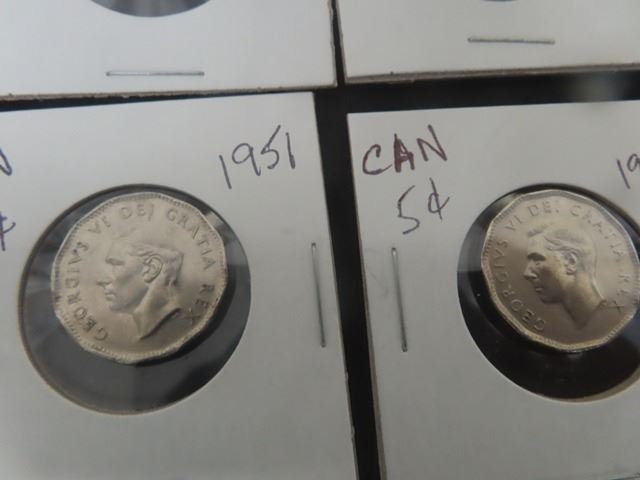 1951
GEORGIVS VI DEI GRATIA REX
CAN
5¢
GEORGIVS VI DEI GRATIA REX